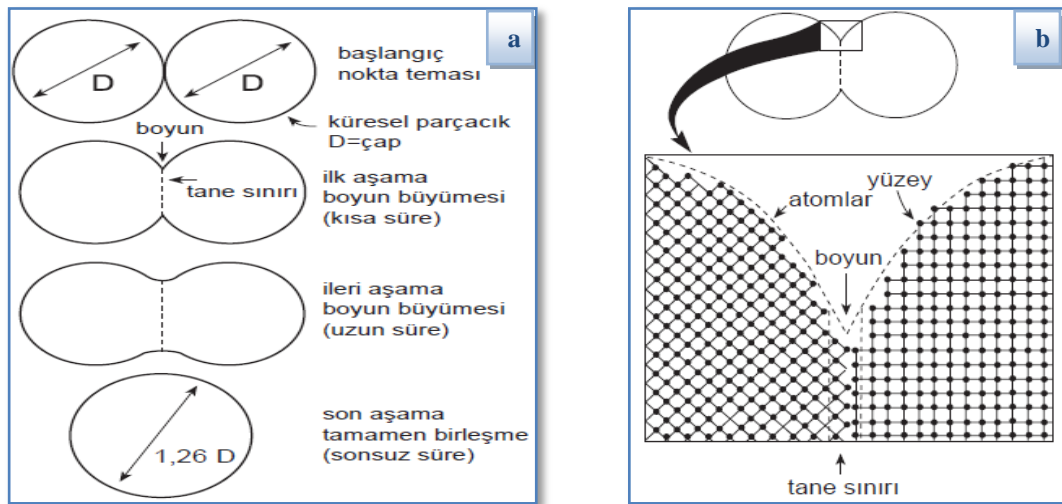 a
D
D
başlangıç
nokta teması
küresel parçacık
D=çap
boyun
tane sınırı
ilk aşama
boyun büyümesi
(kısa süre)
ileri aşama
boyun büyümesi
(uzun süre)
1,26 D
son aşama
tamamen birleşme
(sonsuz süre)
b
atomlar
yüzey
boyun
tane sınırı